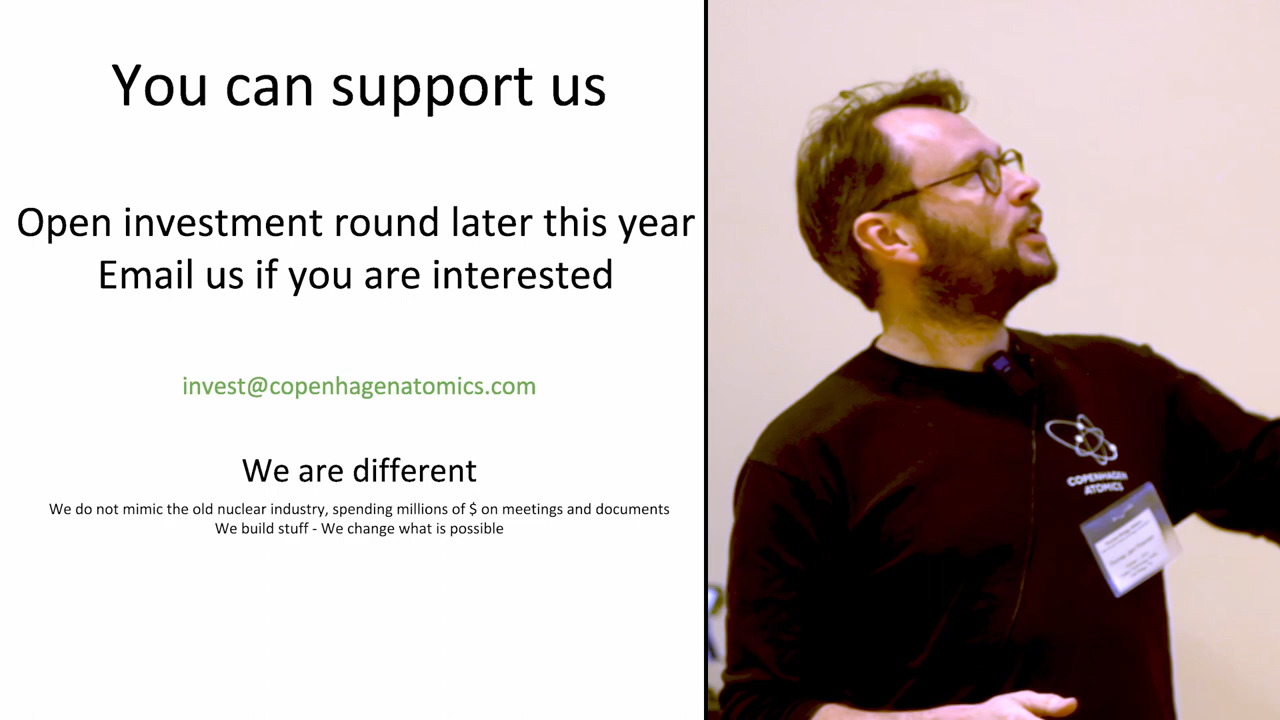 You can support us
Open investment round later this year
Email us if you are interested
invest@copenhagenatomics.com
We are different
We do not mimic the old nuclear industry, spending millions of $ on meetings and documents
We build stuff - We change what is possible
COPENHAGEN
ATOMICS